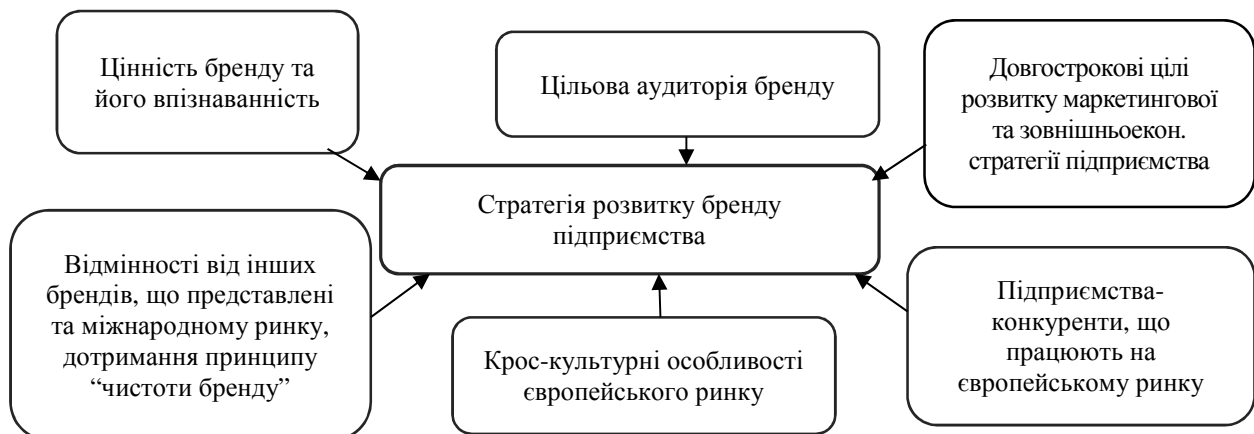 Цінність бренду та
його впізнаванність
Цільова аудиторія бренду
Довгострокові цілі
розвитку маркетингової
та зовнішньоекон.
стратегії підприємства
Стратегія розвитку бренду
підприємства
Відмінності від інших
брендів, що представлені
та міжнародному ринку,
дотримання принципу
“чистоти бренду”
Крос-культурні особливості
європейського ринку
Підприємства-
конкуренти, що
працюють на
європейському ринку